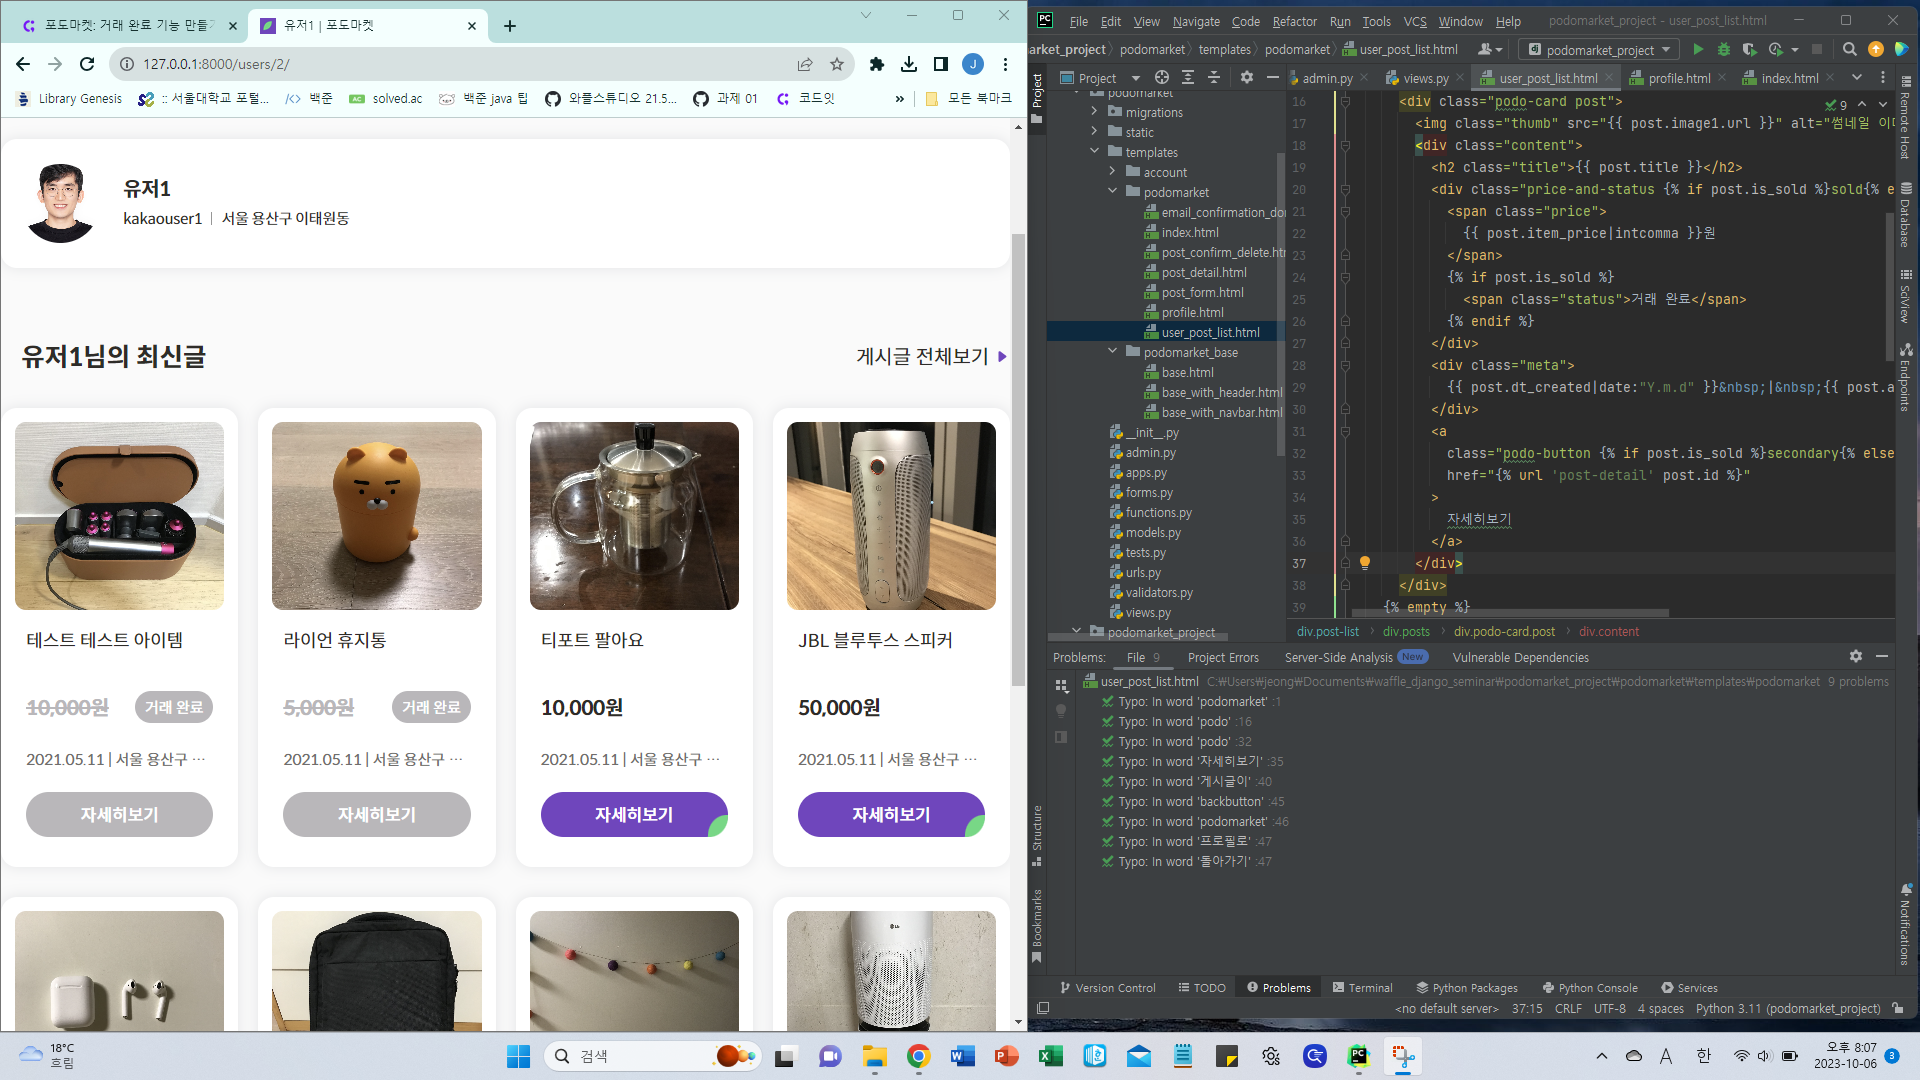 포도마켓: 거래 완료 기능 만들기
유저1 | 포도마켓
127.0.0.1:8000/users/2/
Library Genesis
:: 서울대학교 포털...
백준
solved.ac
백준 java 팁
와플스튜디오 21.5...
과제 01
코드잇
»
모든 북마크
유저1
kakaouser1 | 서울 용산구 이태원동
유저1님의 최신글
게시글 전체보기
테스트 테스트 아이템
10,000원 거래 완료
2021.05.11 | 서울 용산구 ...
자세히보기
라이언 휴지통
5,000원 거래 완료
2021.05.11 | 서울 용산구 ...
자세히보기
티포트 팔아요
10,000원
2021.05.11 | 서울 용산구 ...
자세히보기
JBL 블루투스 스피커
50,000원
2021.05.11 | 서울 용산구 ...
자세히보기
PC File Edit View Navigate Code Refactor Run Tools VCS Window Help podomarket_project - user_post_list.html
arket_project podomarket templates podomarket user_post_list.html podomarket_project
Project
admin.py views.py user_post_list.html profile.html index.html
Project
Remote Host
Database
SciView
Endpoints
Notifications
Structure
Bookmarks
podomarket
migrations
static
templates
account
podomarket
email_confirmation_do
index.html
post_confirm_delete.ht
post_detail.html
post_form.html
profile.html
user_post_list.html
podomarket_base
base.html
base_with_header.html
base_with_navbar.html
__init__.py
admin.py
apps.py
forms.py
functions.py
models.py
tests.py
urls.py
validators.py
views.py
podomarket_project
9
16 <div class="podo-card post">
17 <img class="thumb" src="{{ post.image1.url }}" alt="썸네일 이
18 <div class="content">
19 <h2 class="title">{{ post.title }}</h2>
20 <div class="price-and-status {% if post.is_sold %}sold{% e
21 <span class="price">
22 {{ post.item_price|intcomma }}원
23 </span>
24 {% if post.is_sold %}
25 <span class="status">거래 완료</span>
26 {% endif %}
27 </div>
28 <div class="meta">
29 {{ post.dt_created|date:"Y.m.d" }}&nbsp;|&nbsp;{{ post.a
30 </div>
31 <a
32 class="podo-button {% if post.is_sold %}secondary{% else
33 href="{% url 'post-detail' post.id %}"
34 >
35 자세히보기
36 </a>
37 </div>
38 </div>
39 {% empty %}
div.post-list div.posts div.podo-card.post div.content
Problems: File 9 Project Errors Server-Side Analysis New Vulnerable Dependencies
user_post_list.html C:₩Users₩jeong₩Documents₩waffle_django_seminar₩podomarket_project₩podomarket₩templates₩podomarket 9 problems
Typo: In word 'podomarket' :1
Typo: In word 'podo' :16
Typo: In word 'podo' :32
Typo: In word '자세히보기' :35
Typo: In word '게시글이' :40
Typo: In word 'backbutton' :45
Typo: In word 'podomarket' :46
Typo: In word '프로필로' :47
Typo: In word '돌아가기' :47
Version Control TODO Problems Terminal Python Packages Python Console Services
<no default server> 37:15 CRLF UTF-8 4 spaces Python 3.11 (podomarket_project)
18°C
흐림
검색
A 한
오후 8:07
2023-10-06
3